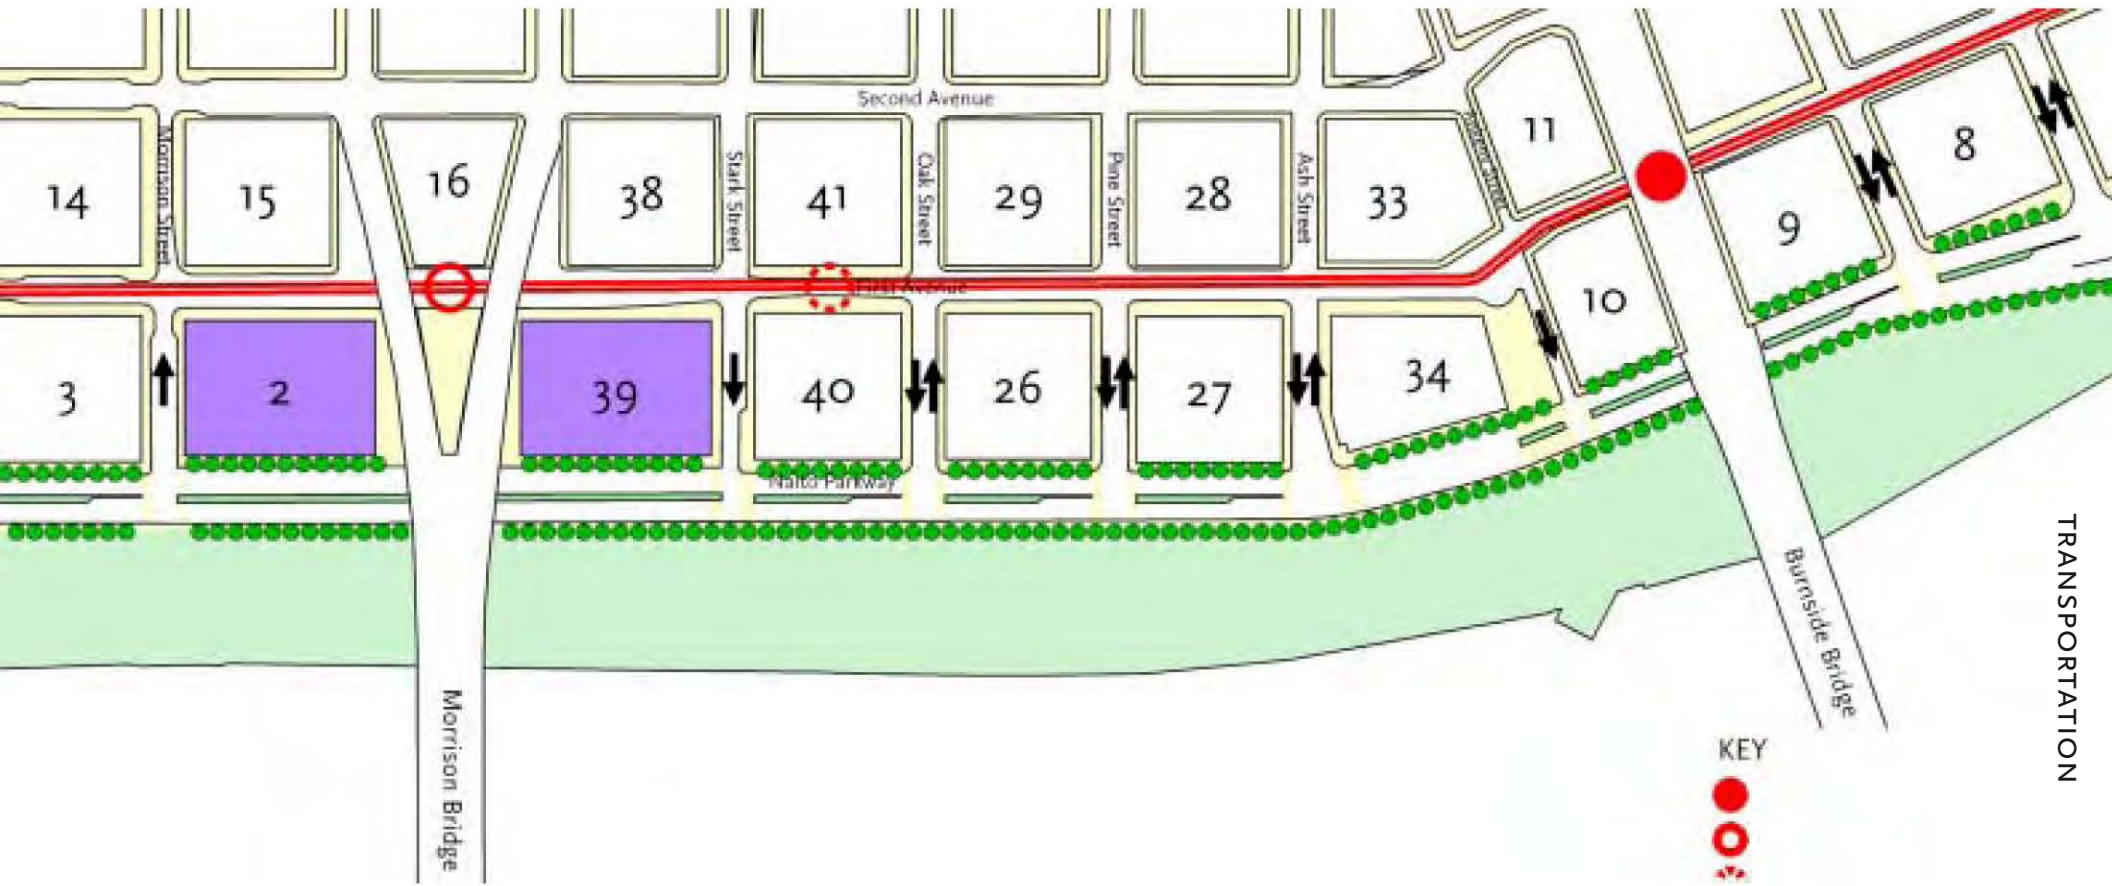 Second Avenue
11
8
14
Morrison Street
15
16
38
Stark Street
41
Oak Street
29
Pine Street
28
Ash Street
33
9
First Avenue
10
3
2
39
40
26
27
34
Naito Parkway
Morrison Bridge
Burnside Bridge
TRANSPORTATION
KEY